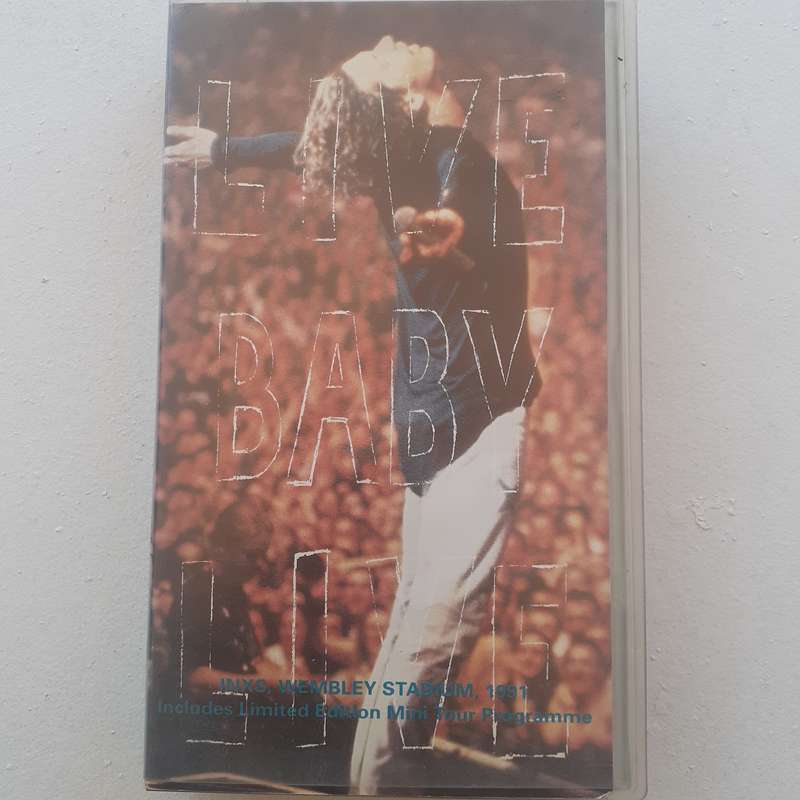 LIVE
BABY
LIVE
INXS, WEMBLEY STADIUM, 1991
Includes Limited Edition Mini Tour Programme